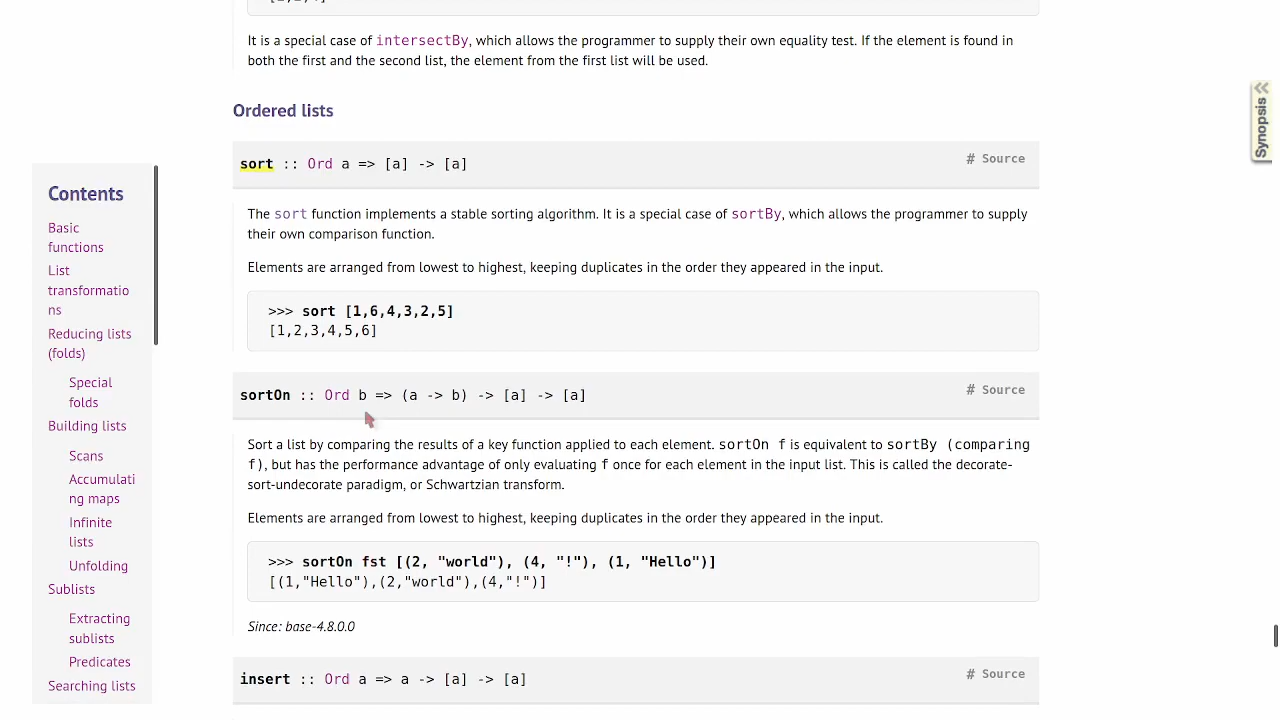 It is a special case of intersectBy, which allows the programmer to supply their own equality test. If the element is found in
both the first and the second list, the element from the first list will be used.
Ordered lists
sort :: Ord a => [a] -> [a]
# Source
The sort function implements a stable sorting algorithm. It is a special case of sortBy, which allows the programmer to supply
their own comparison function.
Elements are arranged from lowest to highest, keeping duplicates in the order they appeared in the input.
>>> sort [1,6,4,3,2,5]
[1,2,3,4,5,6]
sortOn :: Ord b => (a -> b) -> [a] -> [a]
# Source
Sort a list by comparing the results of a key function applied to each element. sortOn f is equivalent to sortBy (comparing
f), but has the performance advantage of only evaluating f once for each element in the input list. This is called the decorate-
sort-undecorate paradigm, or Schwartzian transform.
Elements are arranged from lowest to highest, keeping duplicates in the order they appeared in the input.
>>> sortOn fst [(2, "world"), (4, "!"), (1, "Hello")]
[(1,"Hello"),(2,"world"),(4,"!")]
Since: base-4.8.0.0
insert :: Ord a => a -> [a] -> [a]
# Source
Contents
Basic
functions
List
transformatio
ns
Reducing lists
(folds)
Special
folds
Building lists
Scans
Accumulati
ng maps
Infinite
lists
Unfolding
Sublists
Extracting
sublists
Predicates
Searching lists
Synopsis